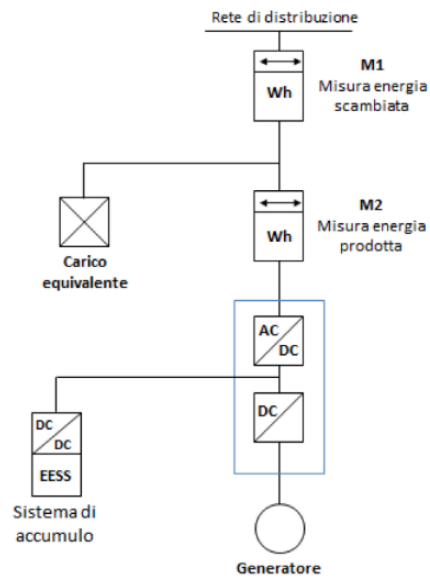 Rete di distribuzione
M1
Misura energia
scambiata
Wh
M2
Misura energia
prodotta
Wh
Carico
equivalente
AC
DC
DC
DC
DC
EESS
Sistema di
accumulo
Generatore